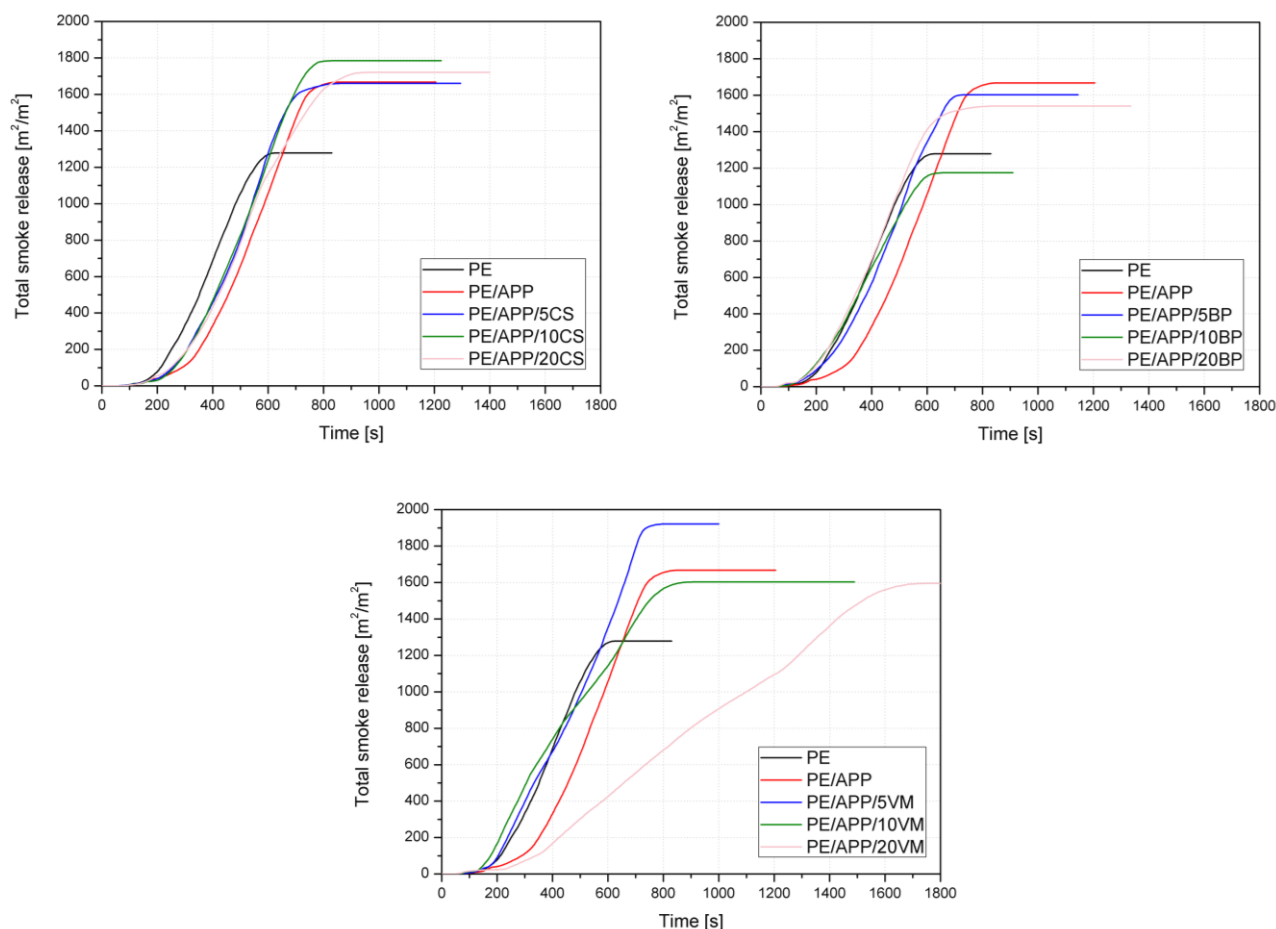 2000
1800
1600
1400
1200
1000
800
600
400
200
0
Total smoke release [m²/m²]
PE
PE/APP
PE/APP/5CS
PE/APP/10CS
PE/APP/20CS
0 200 400 600 800 1000 1200 1400 1600 1800
Time [s]
2000
1800
1600
1400
1200
1000
800
600
400
200
0
Total smoke release [m²/m²]
PE
PE/APP
PE/APP/5BP
PE/APP/10BP
PE/APP/20BP
0 200 400 600 800 1000 1200 1400 1600 1800
Time [s]
2000
1800
1600
1400
1200
1000
800
600
400
200
0
Total smoke release [m²/m²]
PE
PE/APP
PE/APP/5VM
PE/APP/10VM
PE/APP/20VM
0 200 400 600 800 1000 1200 1400 1600 1800
Time [s]